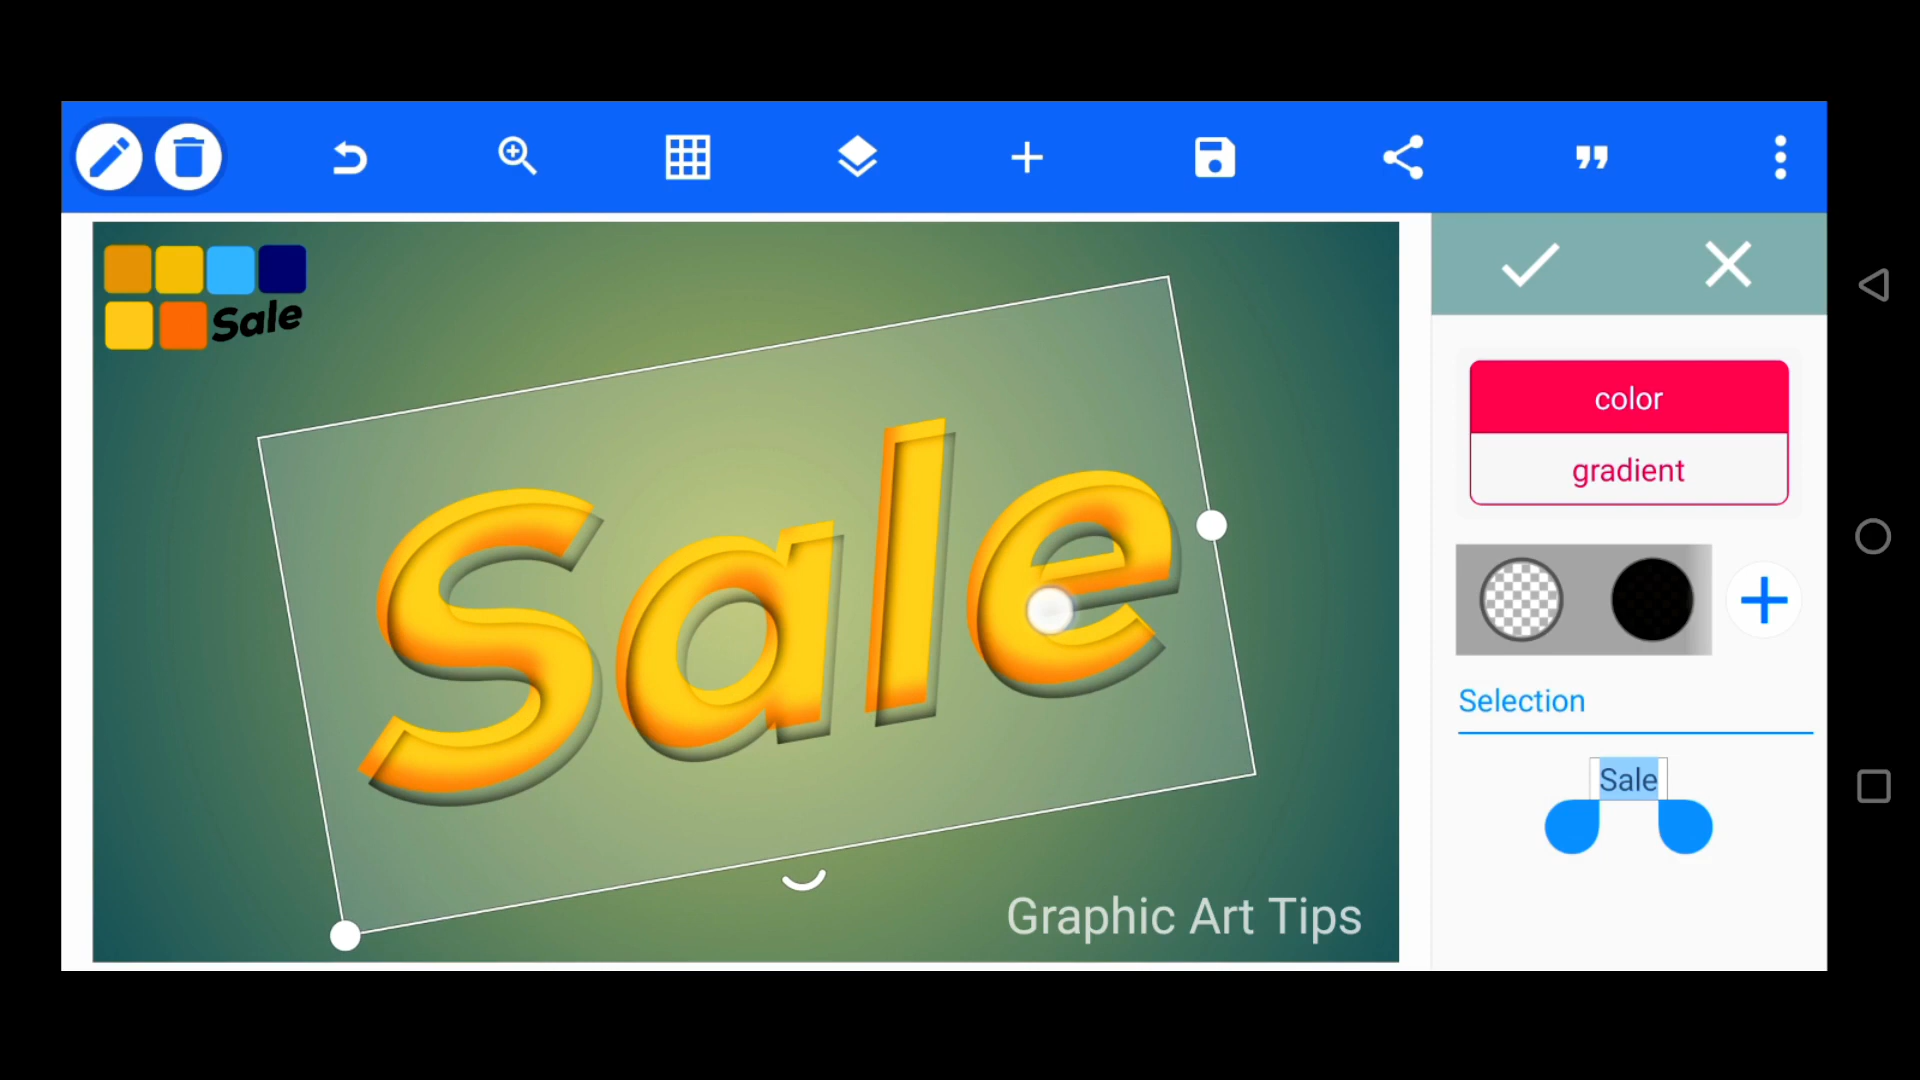 Sale
Sale
Graphic Art Tips
color
gradient
Selection
Sale